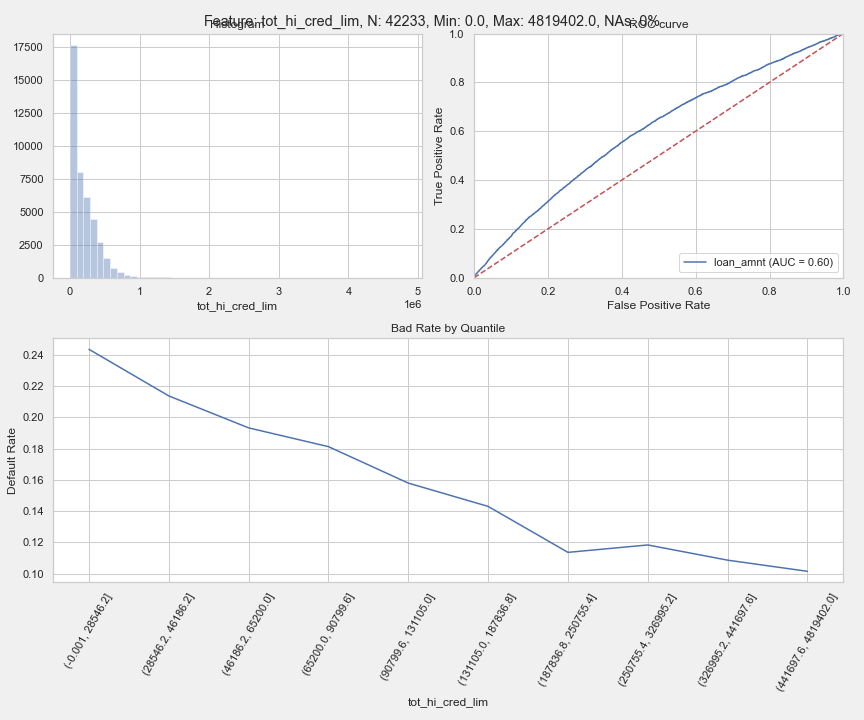 Feature: tot_hi_cred_lim, N: 42233, Min: 0.0, Max: 4819402.0, NAs: 0%
Histogram
17500
15000
12500
10000
7500
5000
2500
0
0 1 2 3 4 5
1e6
tot_hi_cred_lim
ROC curve
True Positive Rate
1.0
0.8
0.6
0.4
0.2
0.0
loan_amnt (AUC = 0.60)
0.0 0.2 0.4 0.6 0.8 1.0
False Positive Rate
Bad Rate by Quantile
Default Rate
0.24
0.22
0.20
0.18
0.16
0.14
0.12
0.10
(-0.001, 28546.2]
(28546.2, 46186.2]
(46186.2, 65200.0]
(65200.0, 90799.6]
(90799.6, 131105.0]
(131105.0, 187836.8]
(187836.8, 250755.4]
(250755.4, 326995.2]
(326995.2, 441697.6]
(441697.6, 4819402.0]
tot_hi_cred_lim